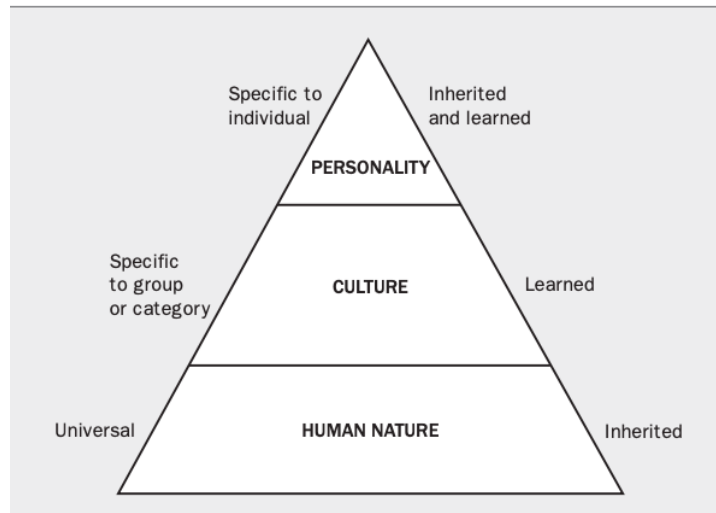 Specific to
individual
Inherited
and learned
PERSONALITY
Specific
to group
or category
CULTURE
Learned
Universal
HUMAN NATURE
Inherited